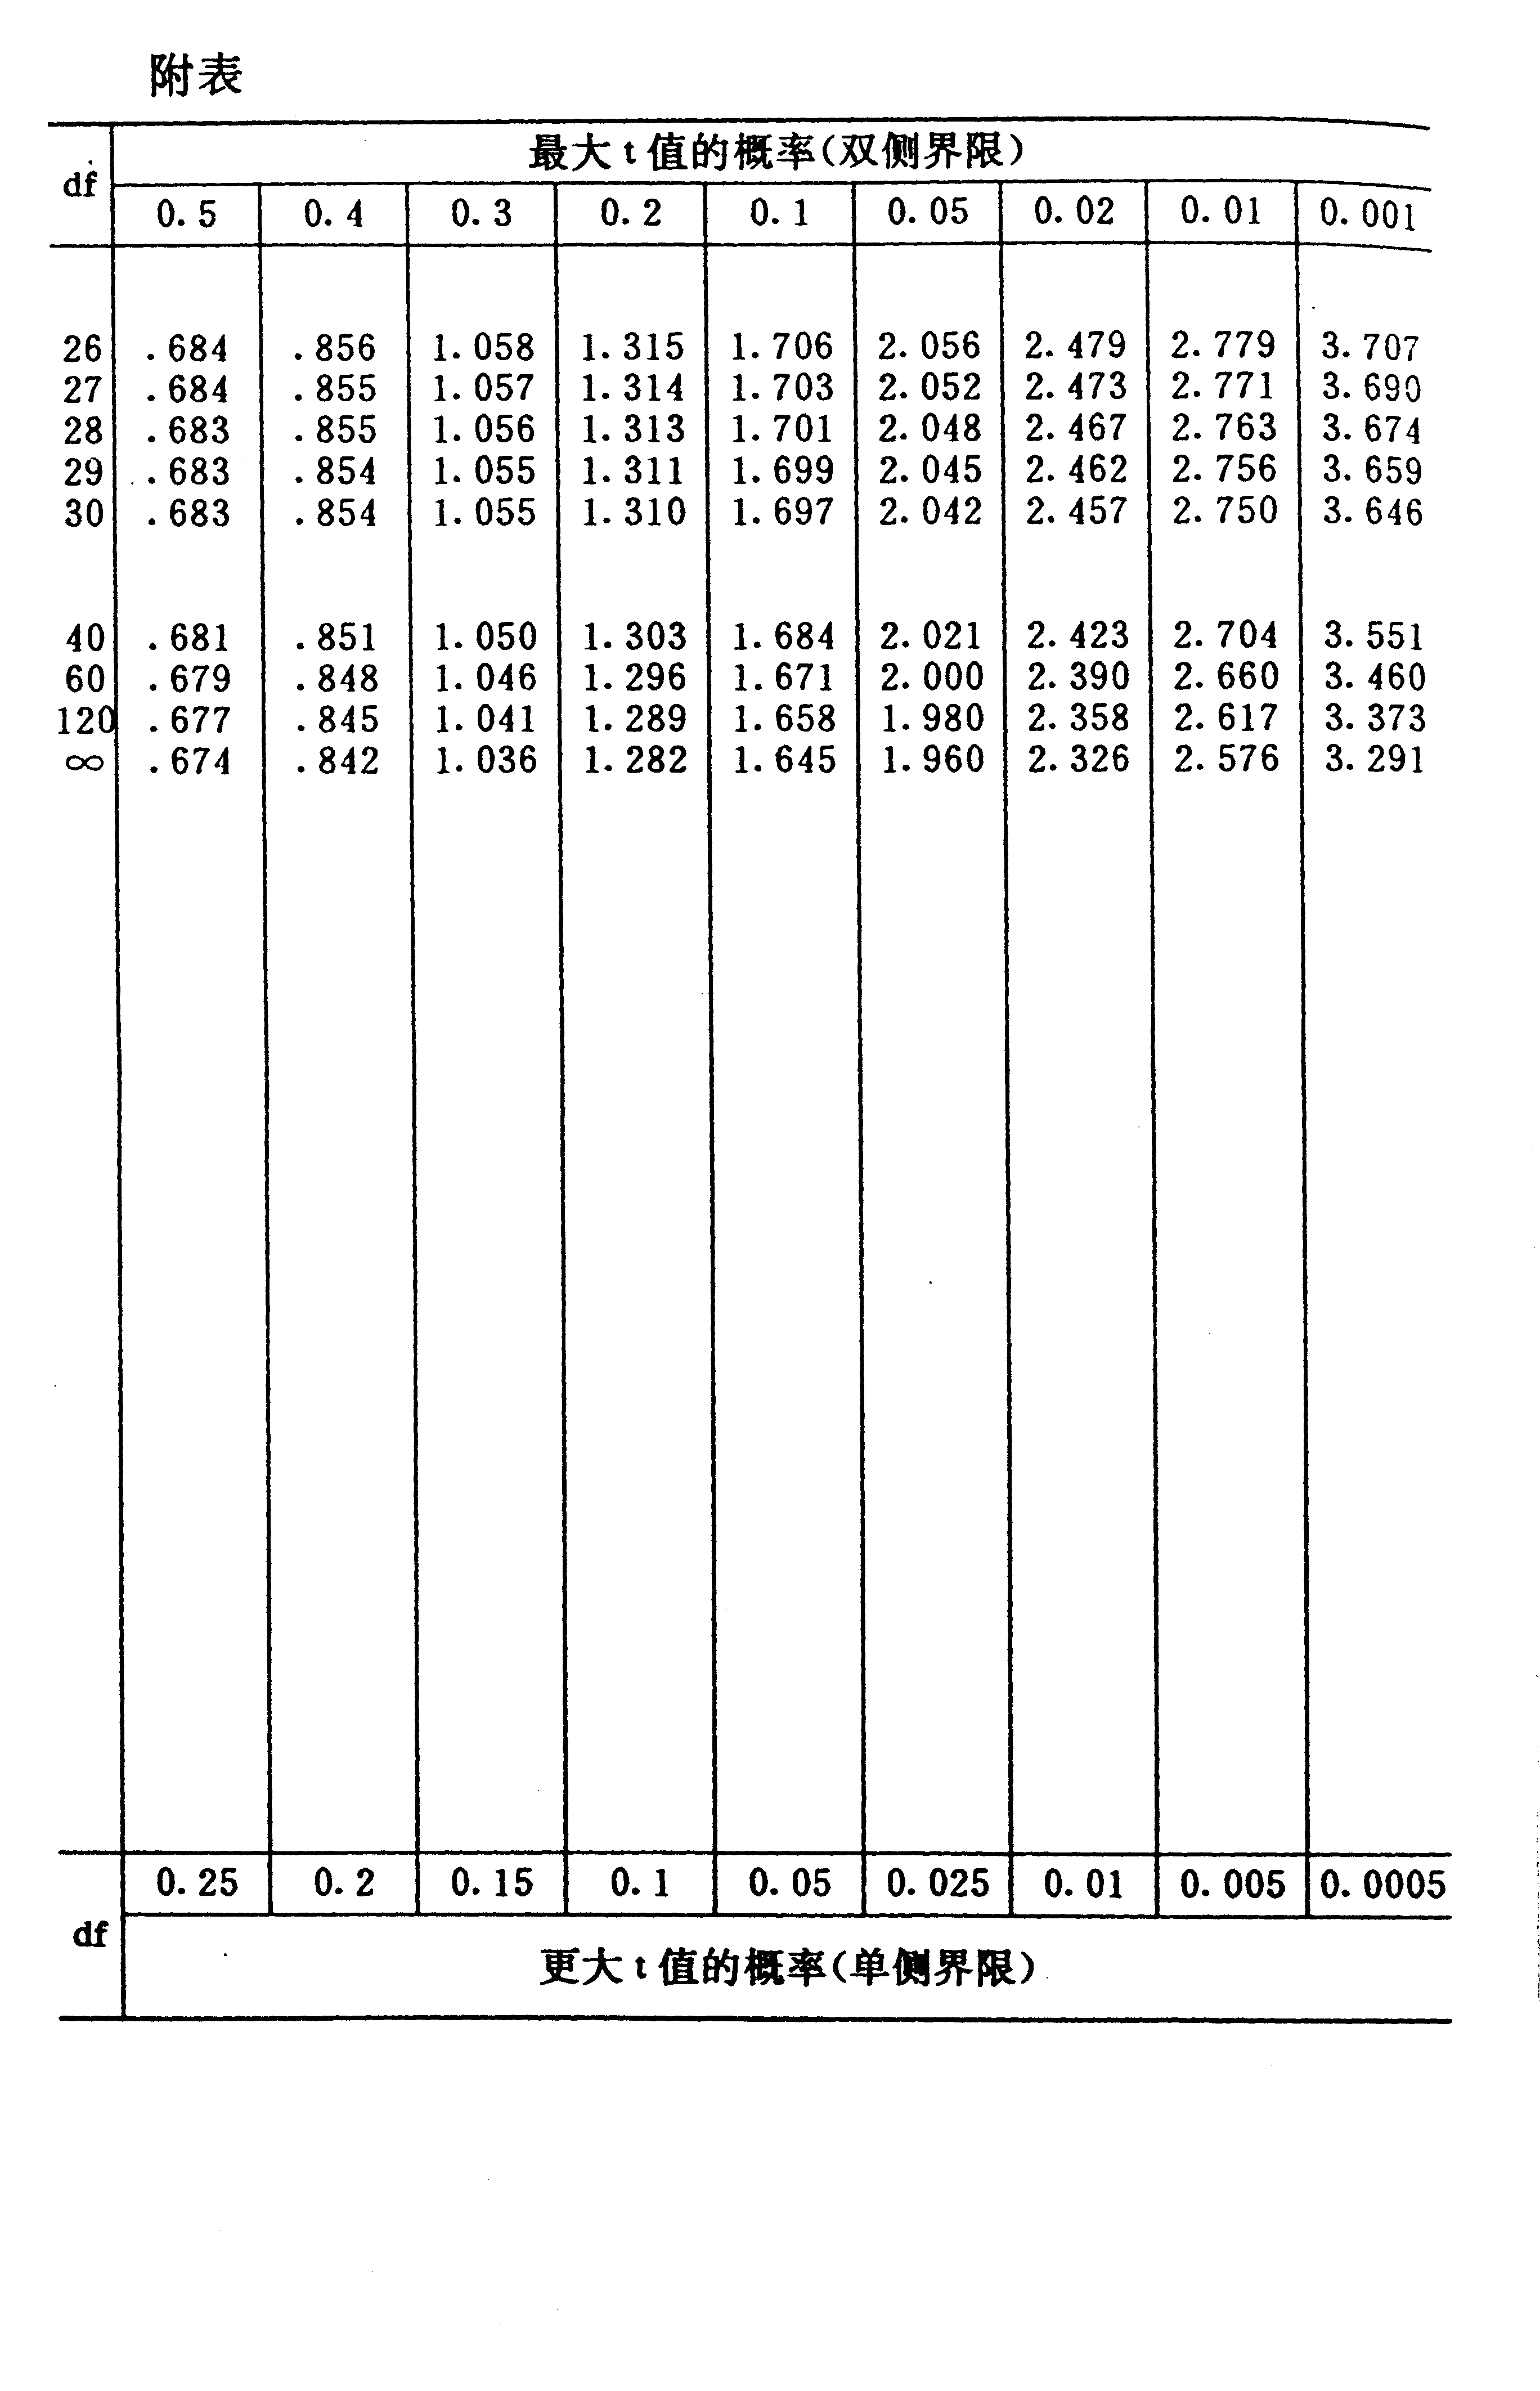 附表
df 最大t值的概率(双侧界限)
0.5 0.4 0.3 0.2 0.1 0.05 0.02 0.01 0.001
26 .684 .856 1.058 1.315 1.706 2.056 2.479 2.779 3.707
27 .684 .855 1.057 1.314 1.703 2.052 2.473 2.771 3.690
28 .683 .855 1.056 1.313 1.701 2.048 2.467 2.763 3.674
29 .683 .854 1.055 1.311 1.699 2.045 2.462 2.756 3.659
30 .683 .854 1.055 1.310 1.697 2.042 2.457 2.750 3.646
40 .681 .851 1.050 1.303 1.684 2.021 2.423 2.704 3.551
60 .679 .848 1.046 1.296 1.671 2.000 2.390 2.660 3.460
120 .677 .845 1.041 1.289 1.658 1.980 2.358 2.617 3.373
∞ .674 .842 1.036 1.282 1.645 1.960 2.326 2.576 3.291
0.25 0.2 0.15 0.1 0.05 0.025 0.01 0.005 0.0005
df 更大t值的概率(单侧界限)